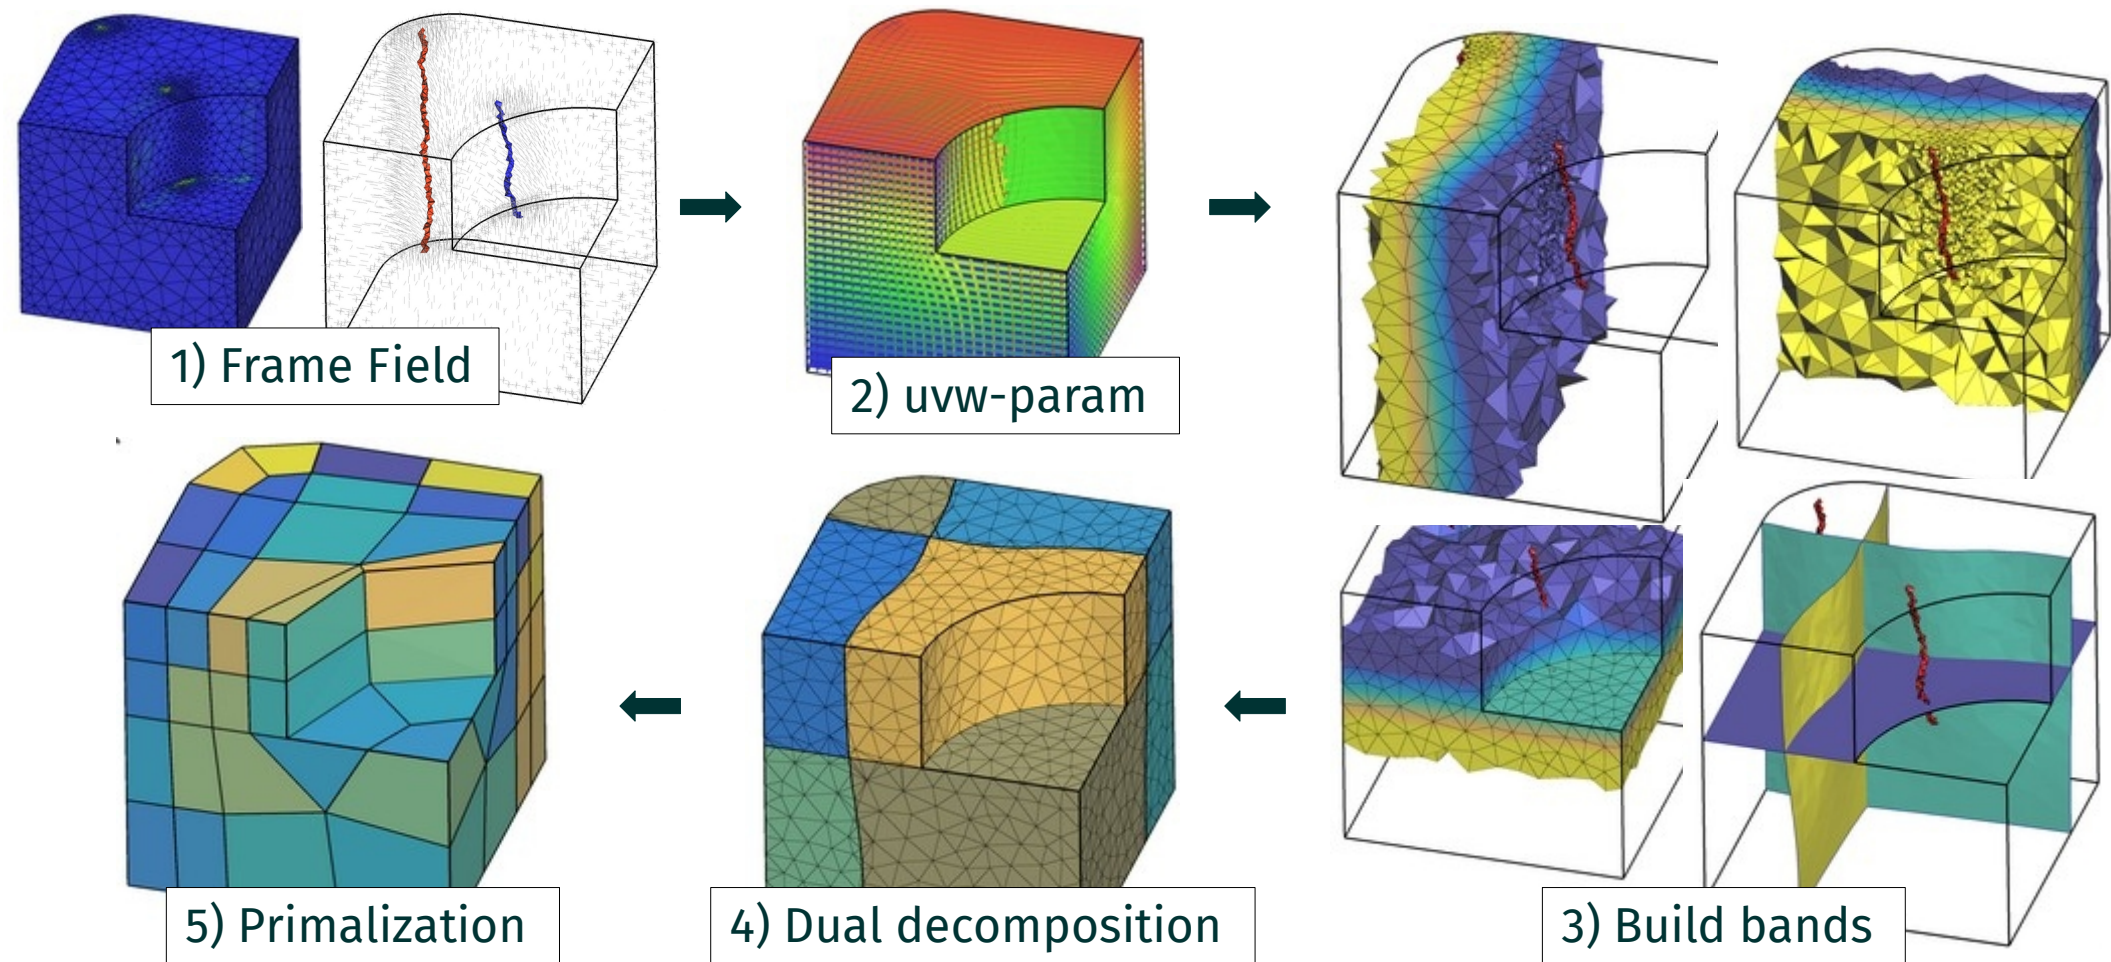 1) Frame Field
2) uvw-param
3) Build bands
4) Dual decomposition
5) Primalization